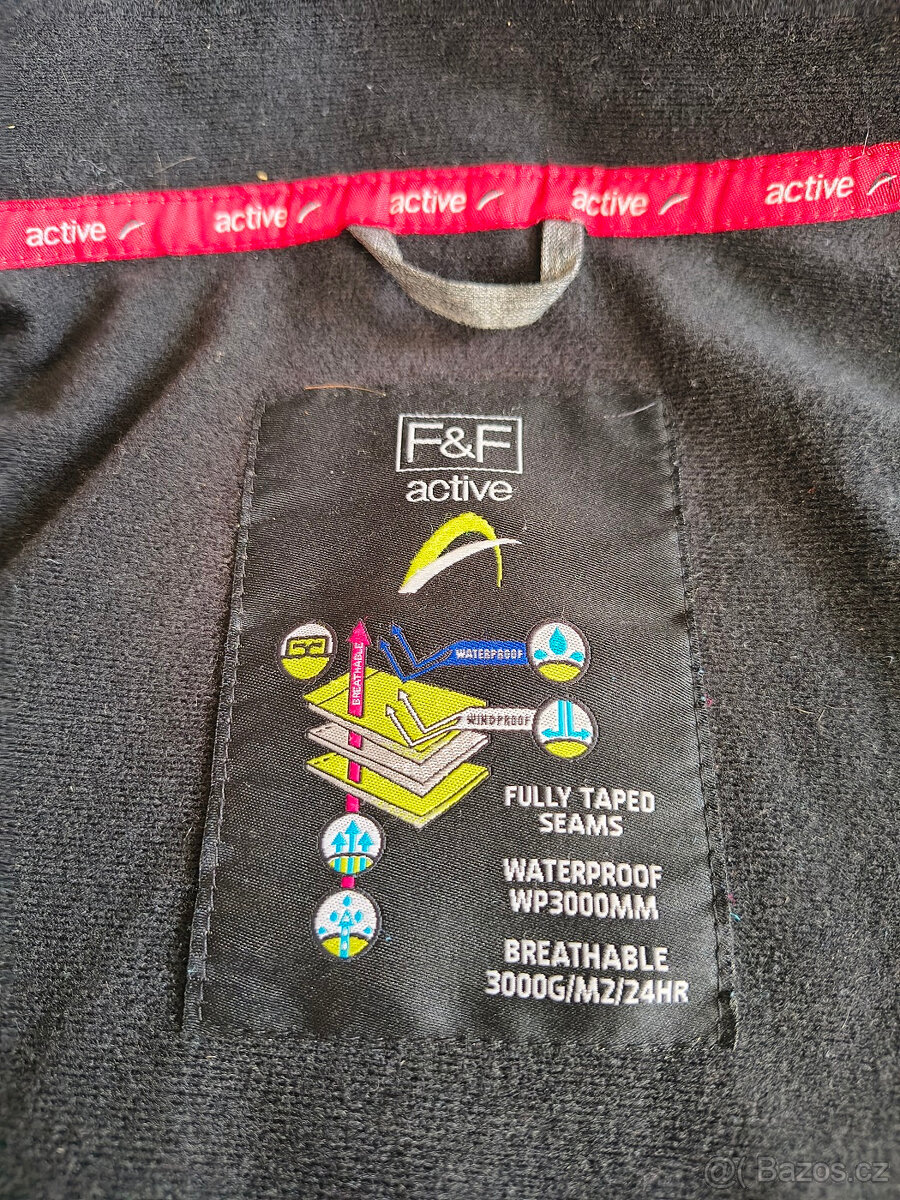 active active active active active
F&F
active
BREATHABLE
WATERPROOF
WINDPROOF
FULLY TAPED
SEAMS
WATERPROOF
WP3000MM
BREATHABLE
3000G/M2/24HR
@ Bazos.cz